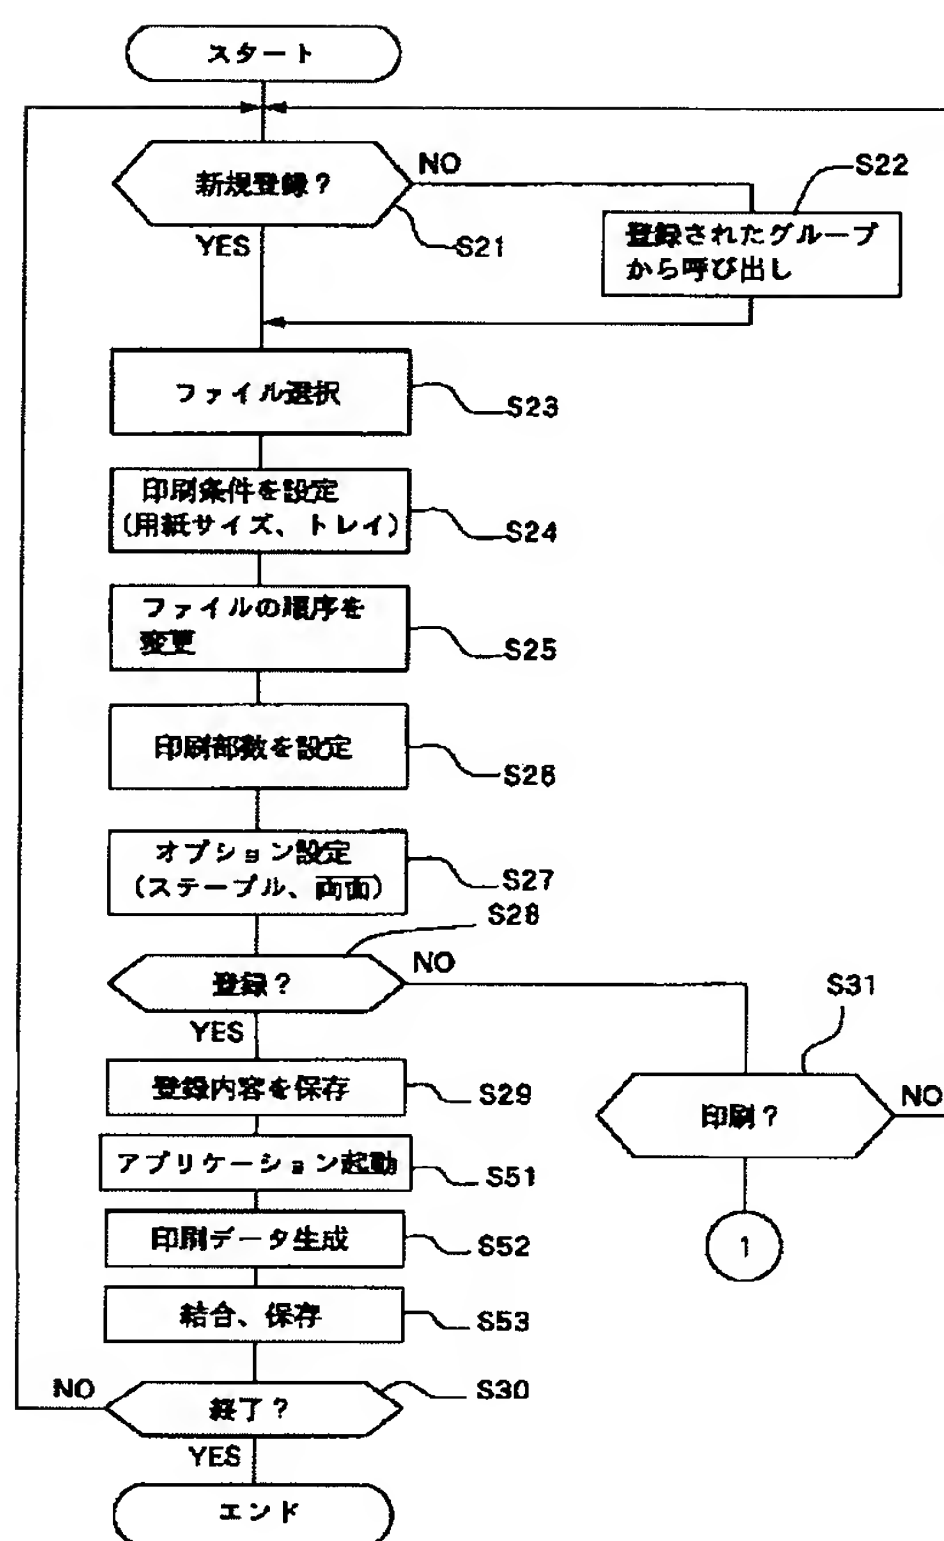 スタート
新規登録？
NO
YES
S21
S22
登録されたグループ
から呼び出し
ファイル選択
S23
印刷条件を設定
（用紙サイズ、トレイ）
S24
ファイルの順序を
変更
S25
印刷部数を設定
S26
オプション設定
（ステープル、両面）
S27
S28
登録？
NO
YES
S31
印刷？
NO
1
登録内容を保存
S29
アプリケーション起動
S51
印刷データ生成
S52
結合、保存
S53
S30
終了？
NO
YES
エンド